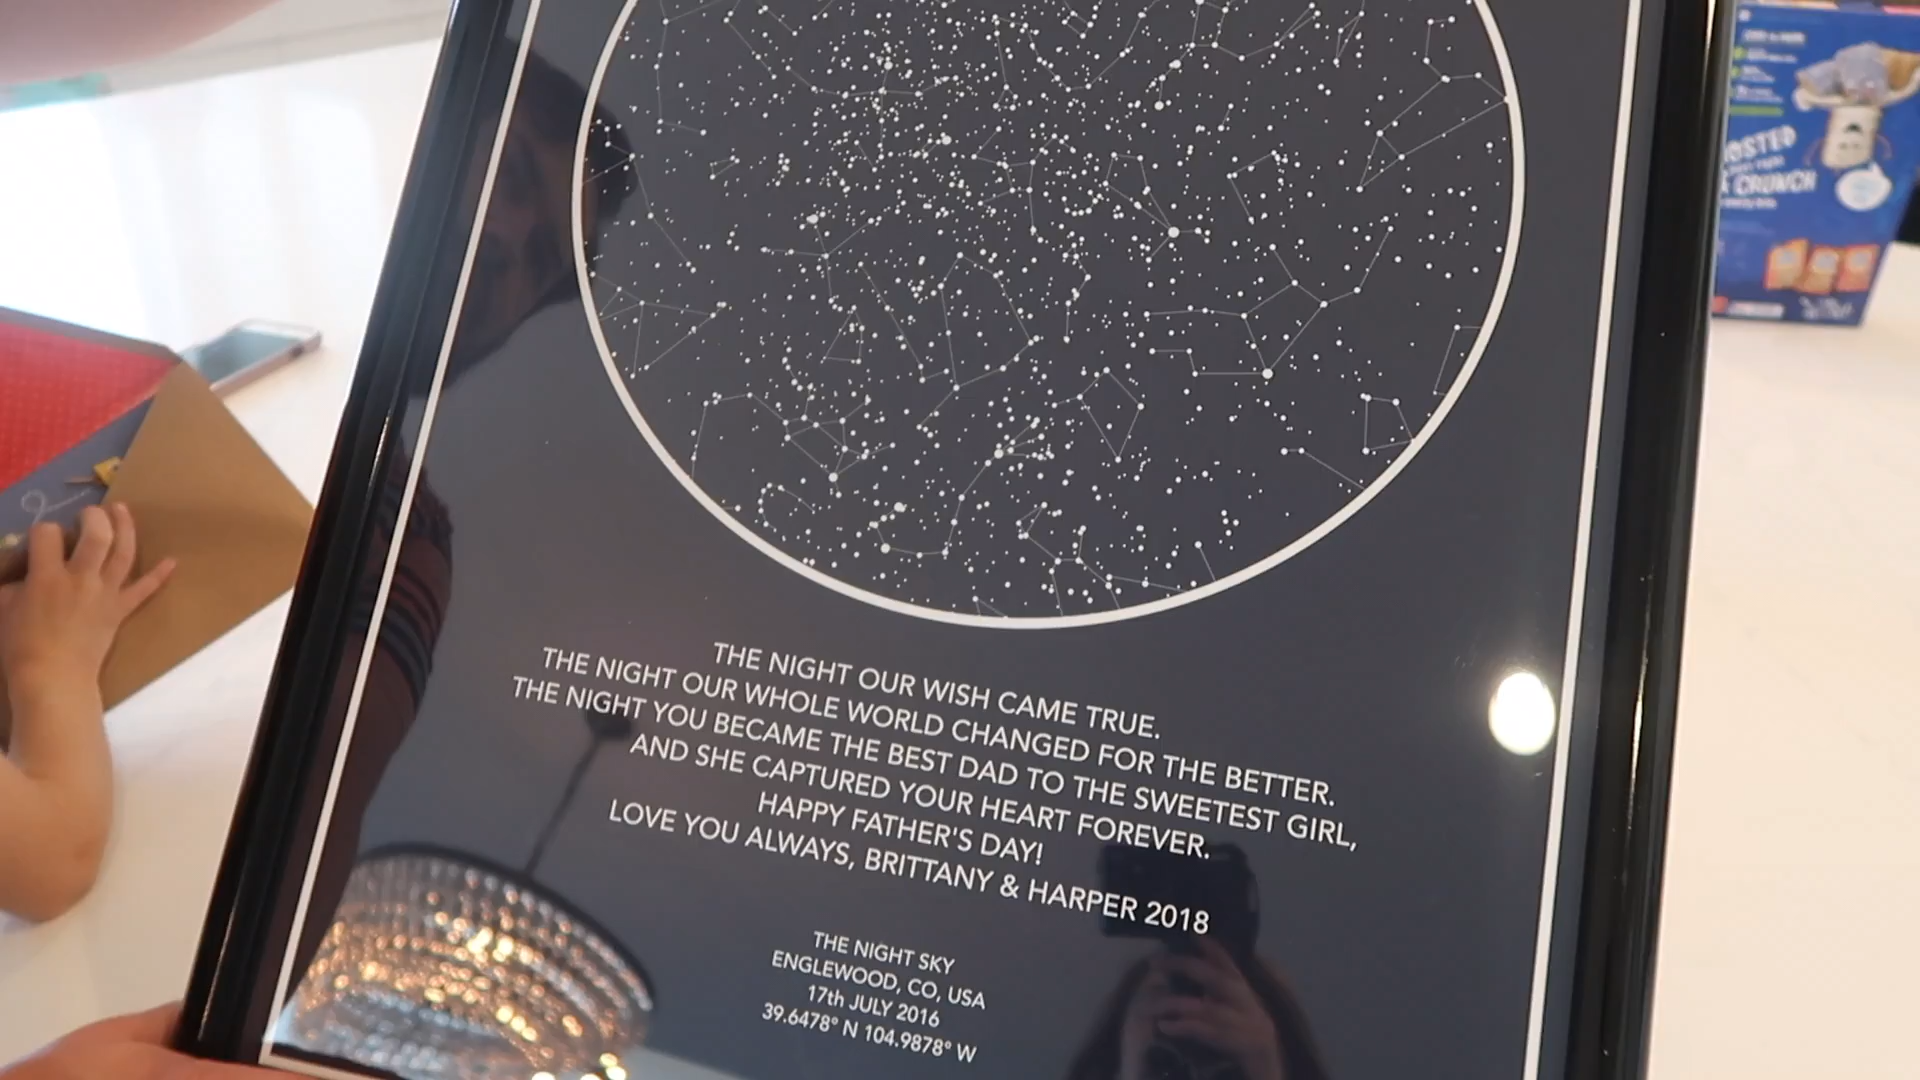 THE NIGHT OUR WISH CAME TRUE.
THE NIGHT OUR WHOLE WORLD CHANGED FOR THE BETTER.
THE NIGHT YOU BECAME THE BEST DAD TO THE SWEETEST GIRL,
AND SHE CAPTURED YOUR HEART FOREVER.
HAPPY FATHER'S DAY!
LOVE YOU ALWAYS, BRITTANY & HARPER 2018
THE NIGHT SKY
ENGLEWOOD, CO, USA
17th JULY 2016
39.6478° N 104.9878° W
CRUNCH